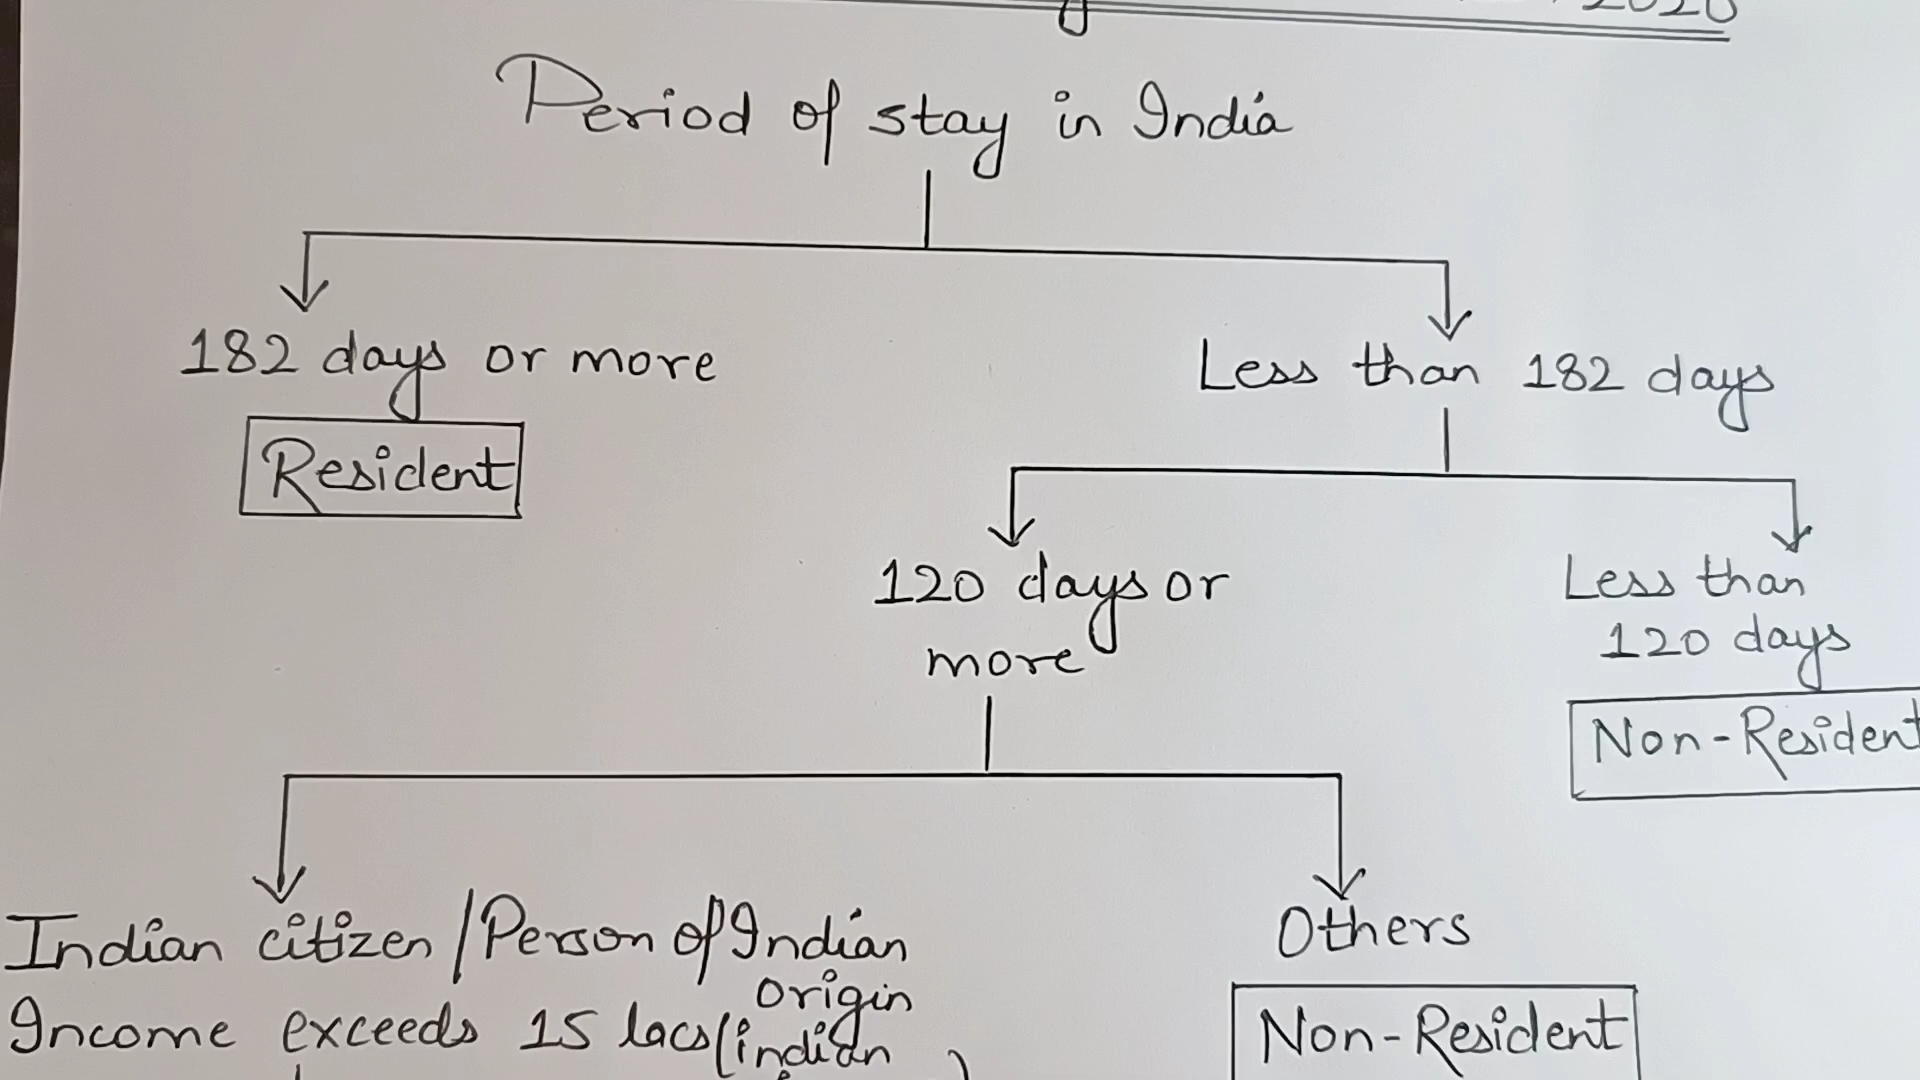 2020
Period of stay in India
182 days or more
Less than 182 days
Resident
120 days or
more
Less than
120 days
Non-Resident
Indian citizen/Person of Indian
origin
Income exceeds 15 lacs (indian
Others
Non-Resident